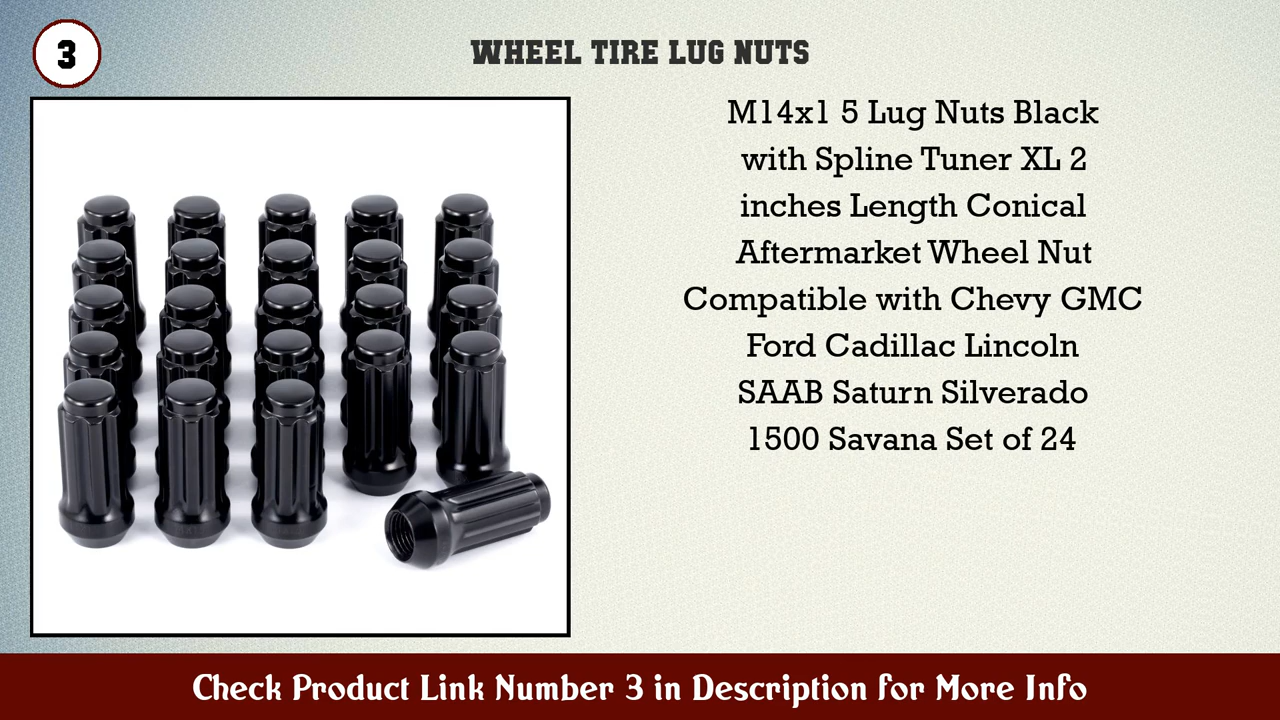 3
WHEEL TIRE LUG NUTS
M14x1 5 Lug Nuts Black
with Spline Tuner XL 2
inches Length Conical
Aftermarket Wheel Nut
Compatible with Chevy GMC
Ford Cadillac Lincoln
SAAB Saturn Silverado
1500 Savana Set of 24
Check Product Link Number 3 in Description for More Info